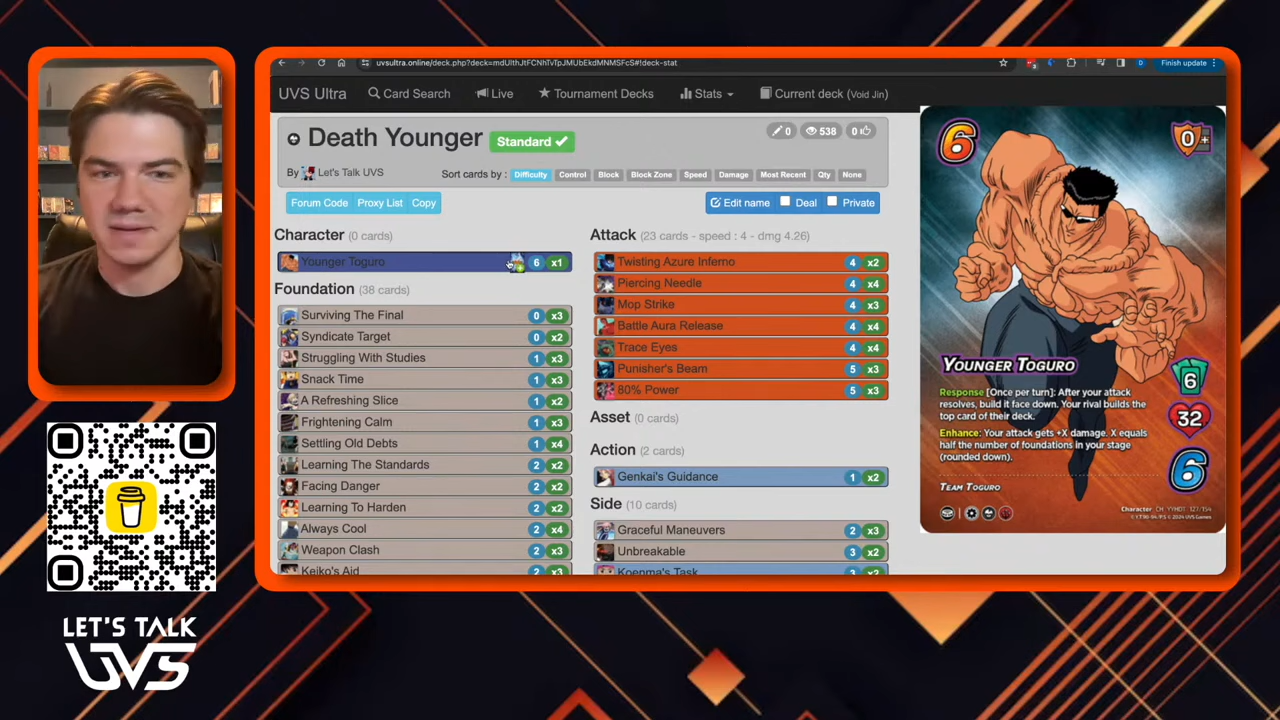 uvsultra.online/deck.php?deck=mdUlthJtFCNhTvTpJMUbEkdMNMSFcS#!deck-stat
Finish update
UVS Ultra
Card Search
Live
Tournament Decks
Stats
Current deck (Void Jin)
Death Younger
Standard
0
538
0
By Let's Talk UVS
Sort cards by : Difficulty Control Block Block Zone Speed Damage Most Recent Qty None
Forum Code Proxy List Copy
Edit name Deal Private
Character (0 cards)
Younger Toguro 6 x1
Foundation (38 cards)
Surviving The Final 0 x3
Syndicate Target 0 x2
Struggling With Studies 1 x3
Snack Time 1 x3
A Refreshing Slice 1 x2
Frightening Calm 1 x3
Settling Old Debts 1 x4
Learning The Standards 2 x2
Facing Danger 2 x2
Learning To Harden 2 x2
Always Cool 2 x4
Weapon Clash 2 x2
Keiko's Aid 2 x3
Attack (23 cards - speed : 4 - dmg 4.26)
Twisting Azure Inferno 4 x2
Piercing Needle 4 x4
Mop Strike 4 x3
Battle Aura Release 4 x4
Trace Eyes 4 x4
Punisher's Beam 5 x3
80% Power 5 x3
Asset (0 cards)
Action (2 cards)
Genkai's Guidance 1 x2
Side (10 cards)
Graceful Maneuvers 2 x3
Unbreakable 3 x2
Koenma's Task 3 x2
6
0+
Younger Toguro
Response [Once per turn]: After your attack
resolves, build it face down. Your rival builds the
top card of their deck.
Enhance: Your attack gets +X damage. X equals
half the number of foundations in your stage
(rounded down).
Team Toguro
6
32
6
LET'S TALK
UVS